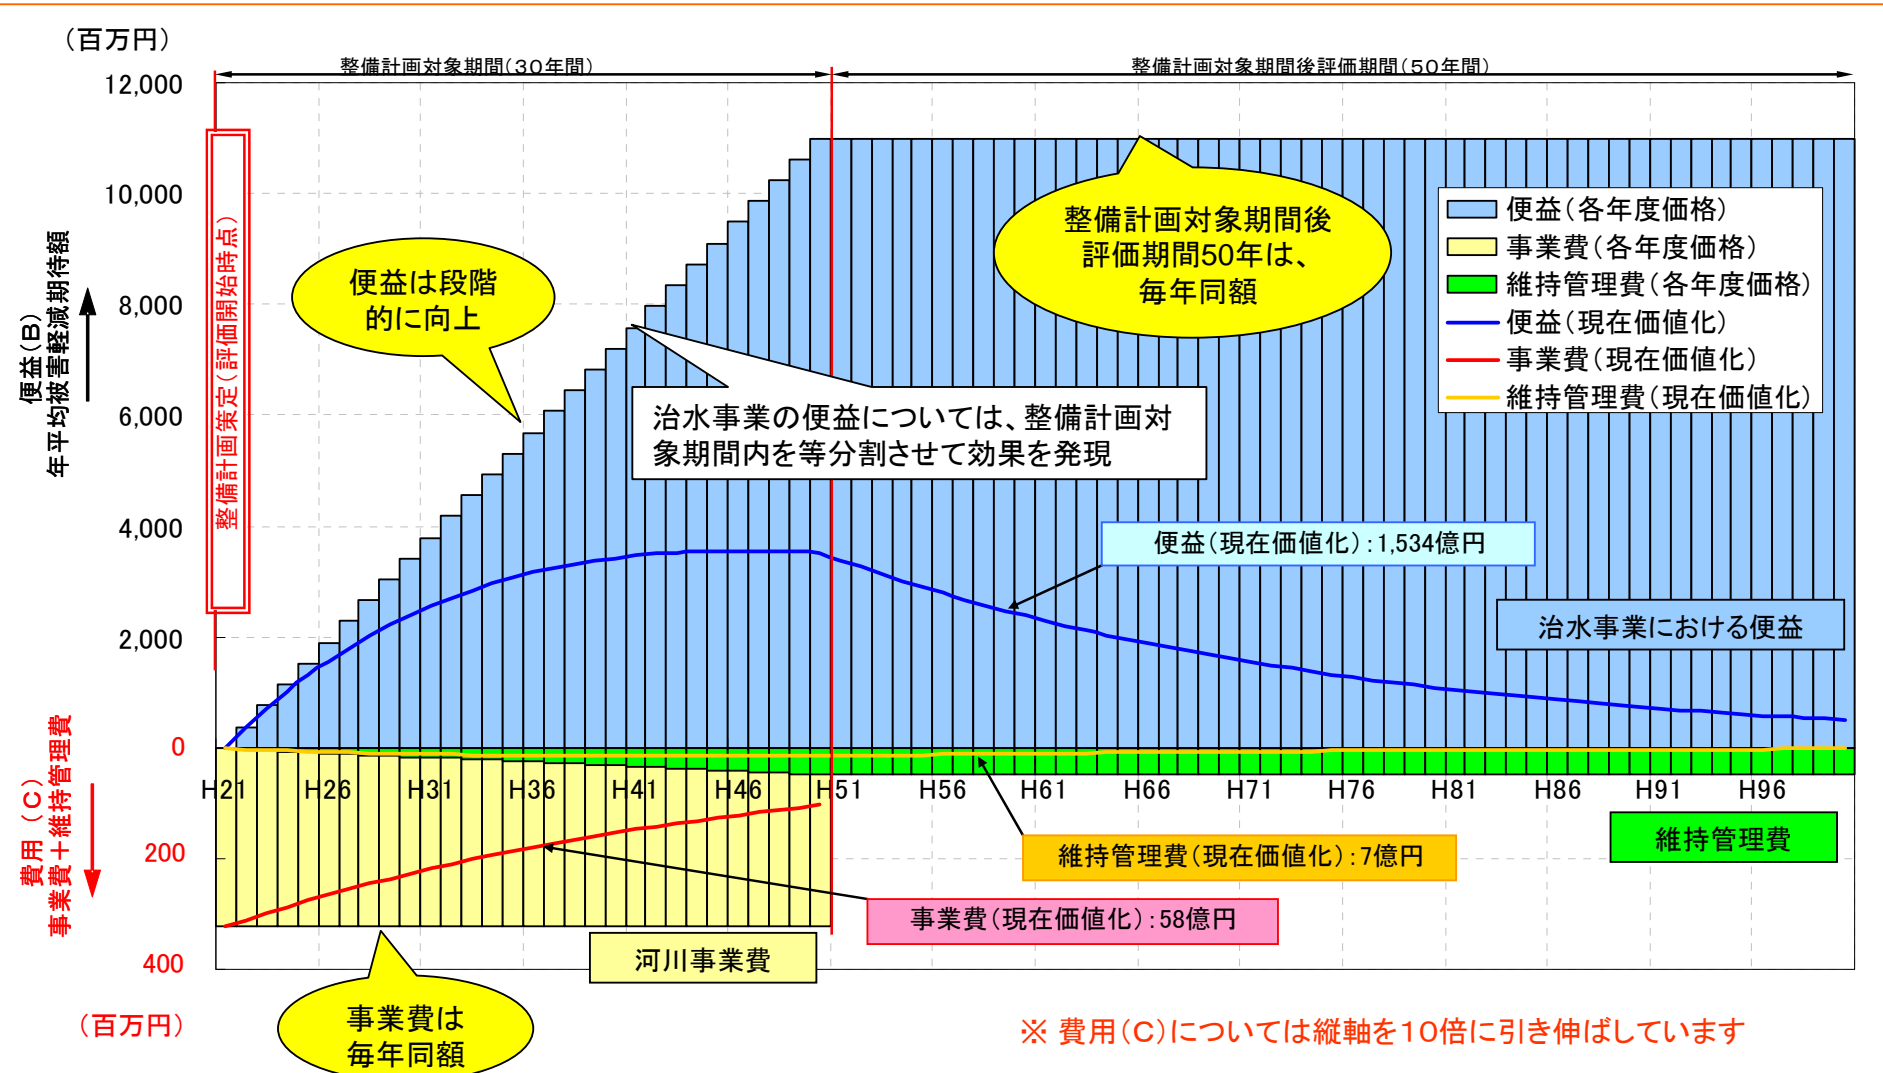 （百万円）
整備計画対象期間（30年間）
整備計画対象期間後評価期間（50年間）
12,000
10,000
8,000
6,000
4,000
2,000
0
200
400
（百万円）
便益（B）
年平均被害軽減期待額
費用（C）
事業費＋維持管理費
整備計画策定（評価開始時点）
便益は段階
的に向上
整備計画対象期間後
評価期間50年は、
毎年同額
治水事業の便益については、整備計画対
象期間内を等分割させて効果を発現
便益（各年度価格）
事業費（各年度価格）
維持管理費（各年度価格）
便益（現在価値化）
事業費（現在価値化）
維持管理費（現在価値化）
便益（現在価値化）：1,534億円
治水事業における便益
H21 H26 H31 H36 H41 H46 H51 H56 H61 H66 H71 H76 H81 H86 H91 H96
維持管理費
維持管理費（現在価値化）：7億円
事業費（現在価値化）：58億円
河川事業費
事業費は
毎年同額
※ 費用（C）については縦軸を10倍に引き伸ばしています